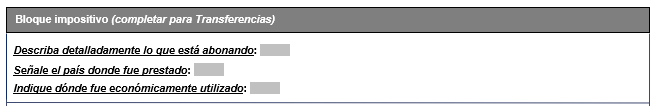 Bloque impositivo (completar para Transferencias)
Describa detalladamente lo que está abonando:
Señale el país donde fue prestado:
Indique dónde fue económicamente utilizado: